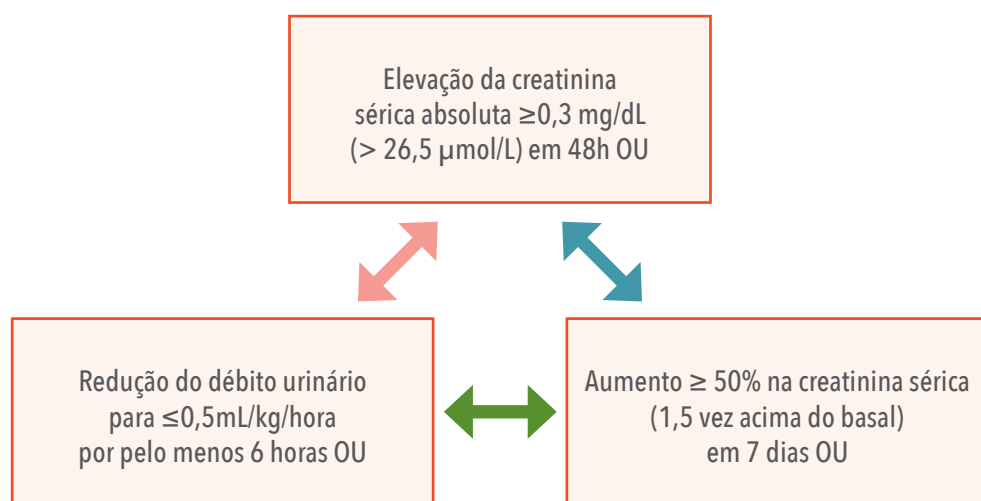 Elevação da creatinina
sérica absoluta ≥0,3 mg/dL
(> 26,5 µmol/L) em 48h OU
Redução do débito urinário
para ≤0,5mL/kg/hora
por pelo menos 6 horas OU
Aumento ≥ 50% na creatinina sérica
(1,5 vez acima do basal)
em 7 dias OU